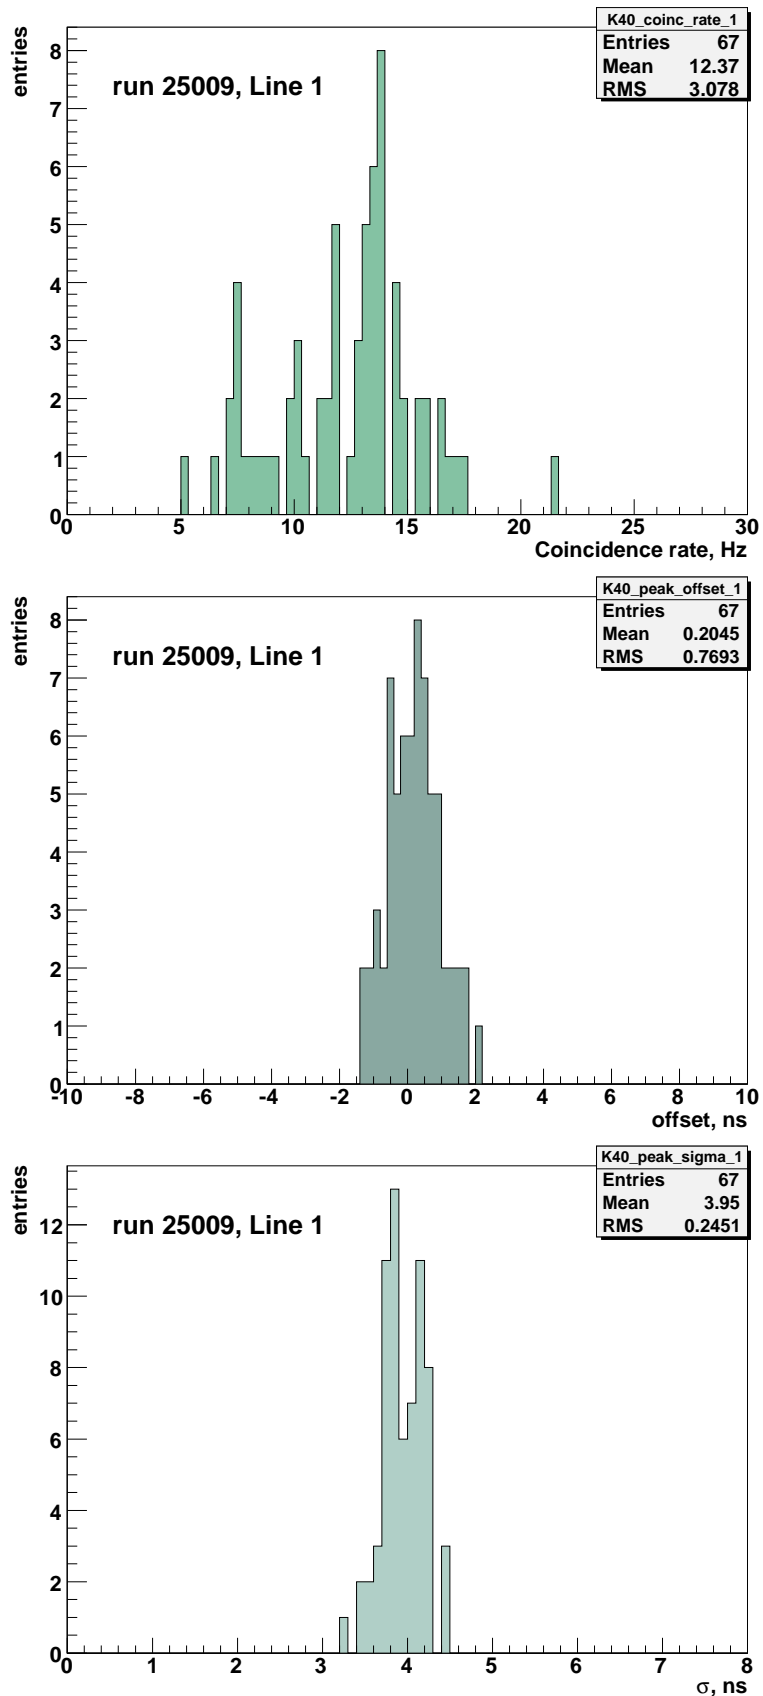 K40_coinc_rate_1
Entries 67
Mean 12.37
RMS 3.078
run 25009, Line 1
entries
8
7
6
5
4
3
2
1
0
0 5 10 15 20 25 30
Coincidence rate, Hz
K40_peak_offset_1
Entries 67
Mean 0.2045
RMS 0.7693
run 25009, Line 1
entries
8
7
6
5
4
3
2
1
0
-10 -8 -6 -4 -2 0 2 4 6 8 10
offset, ns
K40_peak_sigma_1
Entries 67
Mean 3.95
RMS 0.2451
run 25009, Line 1
entries
12
10
8
6
4
2
0
0 1 2 3 4 5 6 7 8
σ, ns